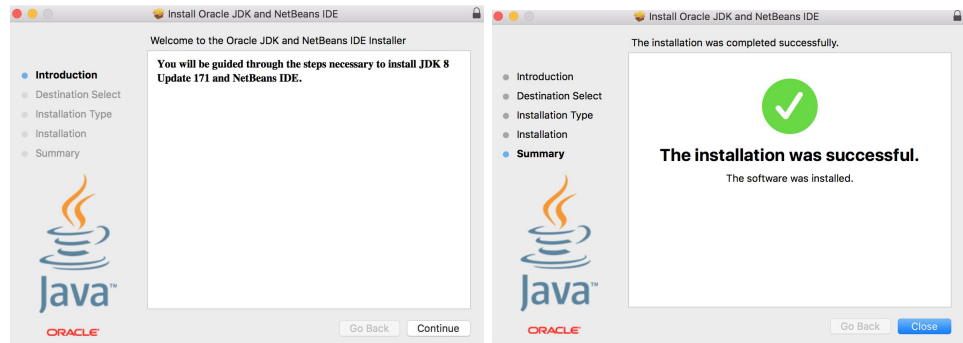 Install Oracle JDK and NetBeans IDE
Welcome to the Oracle JDK and NetBeans IDE Installer
Introduction
Destination Select
Installation Type
Installation
Summary
You will be guided through the steps necessary to install JDK 8
Update 171 and NetBeans IDE.
Java™
ORACLE®
Go Back
Continue
Install Oracle JDK and NetBeans IDE
The installation was completed successfully.
Introduction
Destination Select
Installation Type
Installation
Summary
The installation was successful.
The software was installed.
Java™
ORACLE®
Go Back
Close